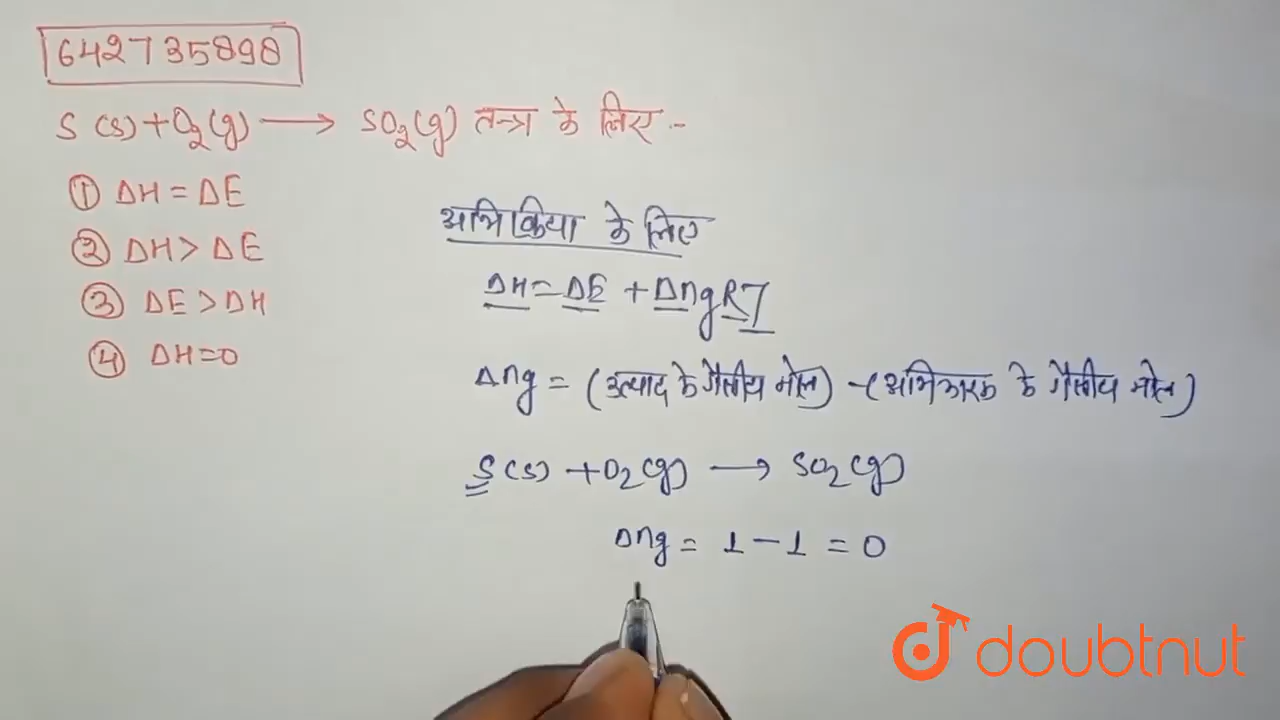 642735898
S(s)+O₂(g) ⟶ SO₂(g) तन्त्र के लिए :-
① ΔH = ΔE
② ΔH > ΔE
③ ΔE > ΔH
④ ΔH=0
अभिक्रिया के लिए
ΔH = ΔE + ΔngRT
Δng = (उत्पाद के गैसीय मोल) - (अभिकारक के गैसीय मोल)
S(s) + O₂(g) ⟶ SO₂(g)
Δng = 1 - 1 = 0
doubtnut